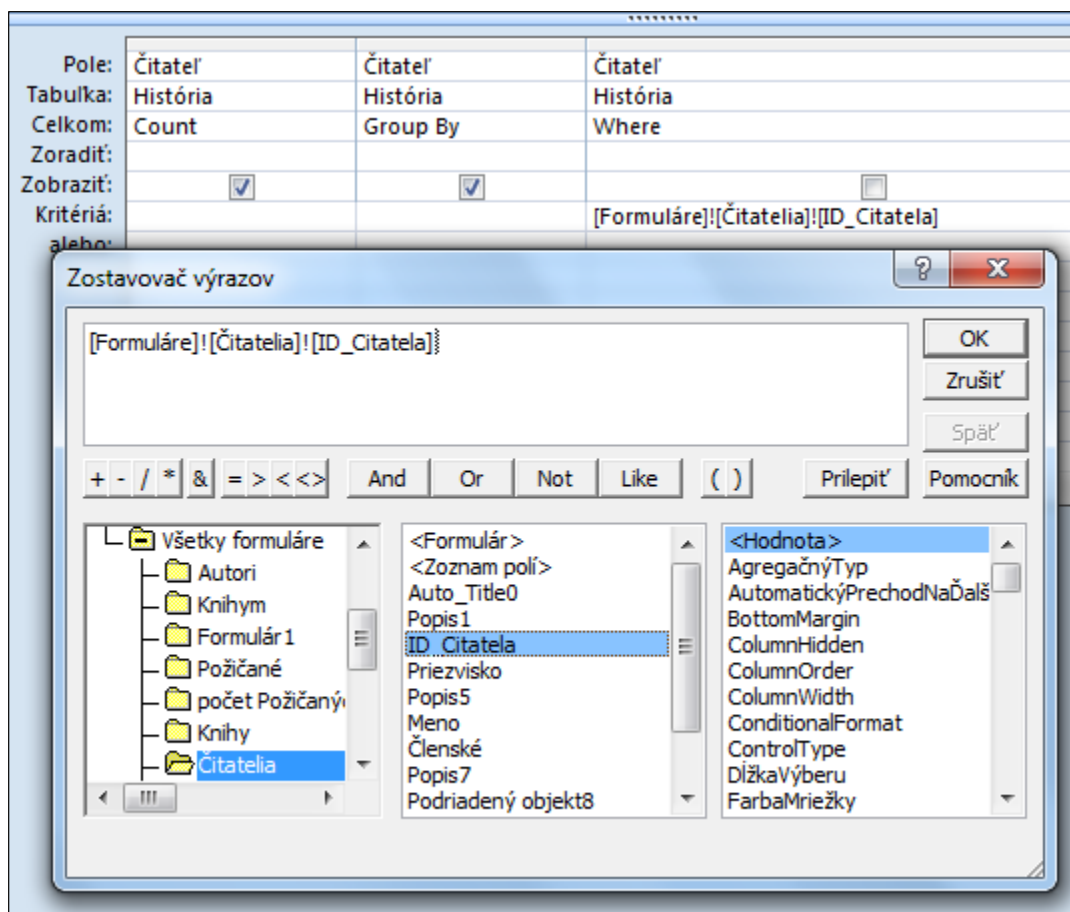 Pole: Čitateľ Čitateľ Čitateľ
Tabuľka: História História História
Celkom: Count Group By Where
Zoradiť:
Zobraziť:
Kritériá: [Formuláre]![Čitatelia]![ID_Citatela]
alebo:
Zostavovač výrazov
[Formuláre]![Čitatelia]![ID_Citatela]
OK
Zrušiť
Späť
+ - / * & = > < <> And Or Not Like ( ) Prilepiť Pomocník
Všetky formuláre
Autori
Knihym
Formulár1
Požičané
počet Požičaný
Knihy
Čitatelia
<Formulár>
<Zoznam polí>
Auto_Title0
Popis1
ID_Citatela
Priezvisko
Popis5
Meno
Členské
Popis7
Podriadený objekt8
<Hodnota>
AgregačnýTyp
AutomatickýPrechodNaĎalš
BottomMargin
ColumnHidden
ColumnOrder
ColumnWidth
ConditionalFormat
ControlType
DĺžkaVýberu
FarbaMriežky